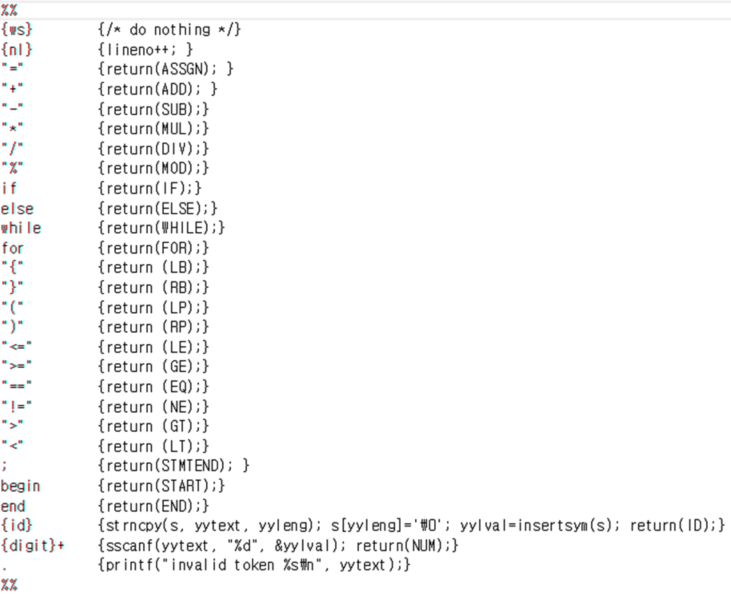 %%
{ws} {/* do nothing */}
{nl} {lineno++; }
"=" {return(ASSGN); }
"+" {return(ADD); }
"-" {return(SUB);}
"*" {return(MUL);}
"/" {return(DIV);}
"%" {return(MOD);}
if {return(IF);}
else {return(ELSE);}
while {return(WHILE);}
for {return(FOR);}
"{" {return (LB);}
"}" {return (RB);}
"(" {return (LP);}
")" {return (RP);}
"<=" {return (LE);}
">=" {return (GE);}
"==" {return (EQ);}
"!=" {return (NE);}
">" {return (GT);}
"<" {return (LT);}
; {return(STMTEND); }
begin {return(START);}
end {return(END);}
{id} {strncpy(s, yytext, yyleng); s[yyleng]='₩0'; yylval=insertsym(s); return(ID);}
{digit}+ {sscanf(yytext, "%d", &yylval); return(NUM);}
. {printf("invalid token %s₩n", yytext);}
%%